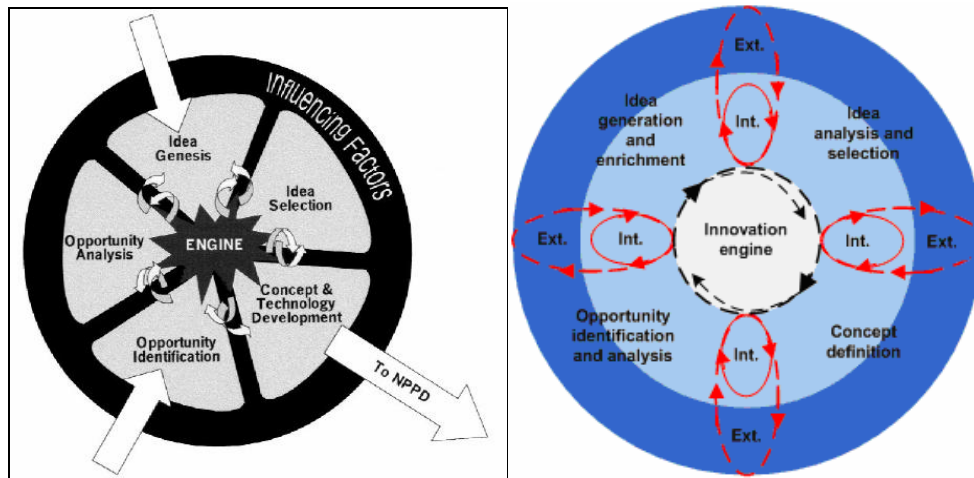 Influencing Factors
Idea
Genesis
Idea
Selection
ENGINE
Opportunity
Analysis
Concept &
Technology
Development
Opportunity
Identification
To NPPD
Ext.
Idea
generation
and
enrichment
Int.
Idea
analysis and
selection
Ext.
Int.
Innovation
engine
Int.
Ext.
Opportunity
identification
and analysis
Int.
Concept
definition
Ext.